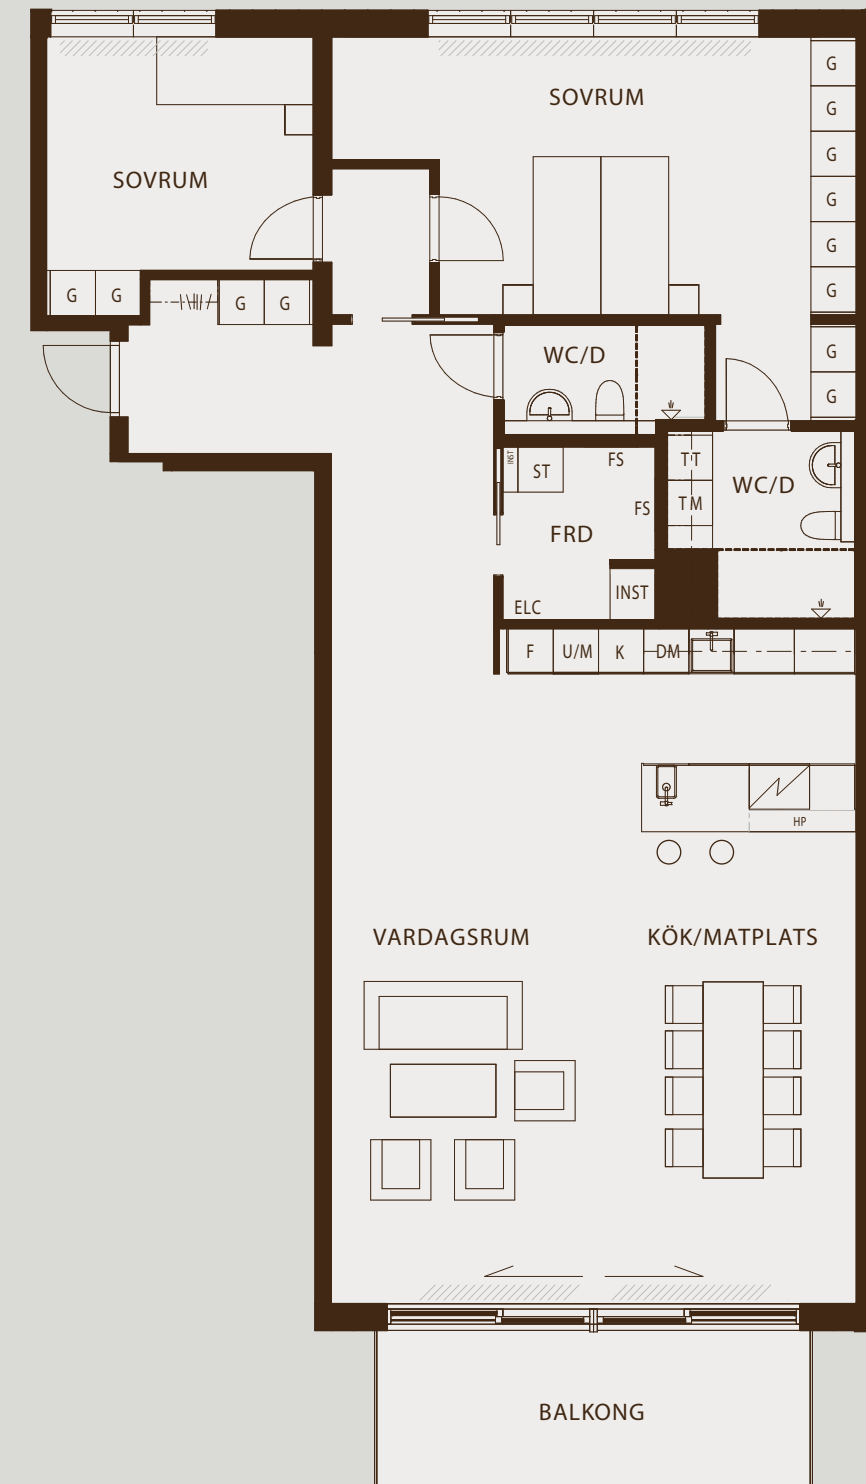 G
G
SOVRUM
G
SOVRUM
G
G
G
G G
G G
G
WC/D
G
INST
ST
FS
TT
WC/D
FS
TM
FRD
INST
ELC
F U/M K DM
HP
VARDAGSRUM
KÖK/MATPLATS
BALKONG